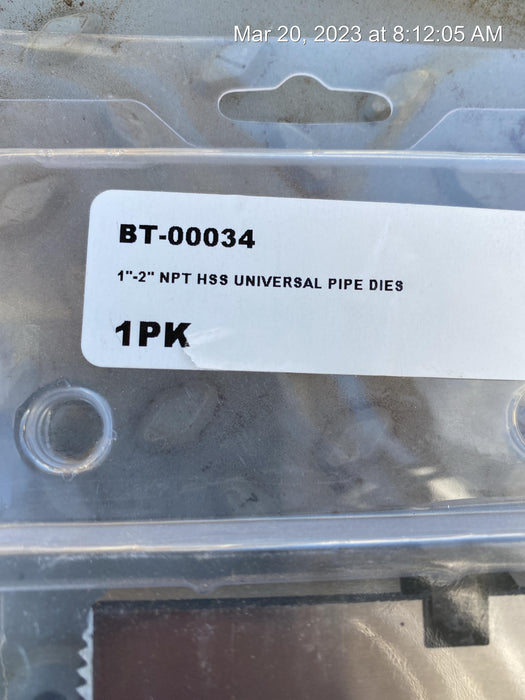 Mar 20, 2023 at 8:12:05 AM
BT-00034
1"-2" NPT HSS UNIVERSAL PIPE DIES
1PK